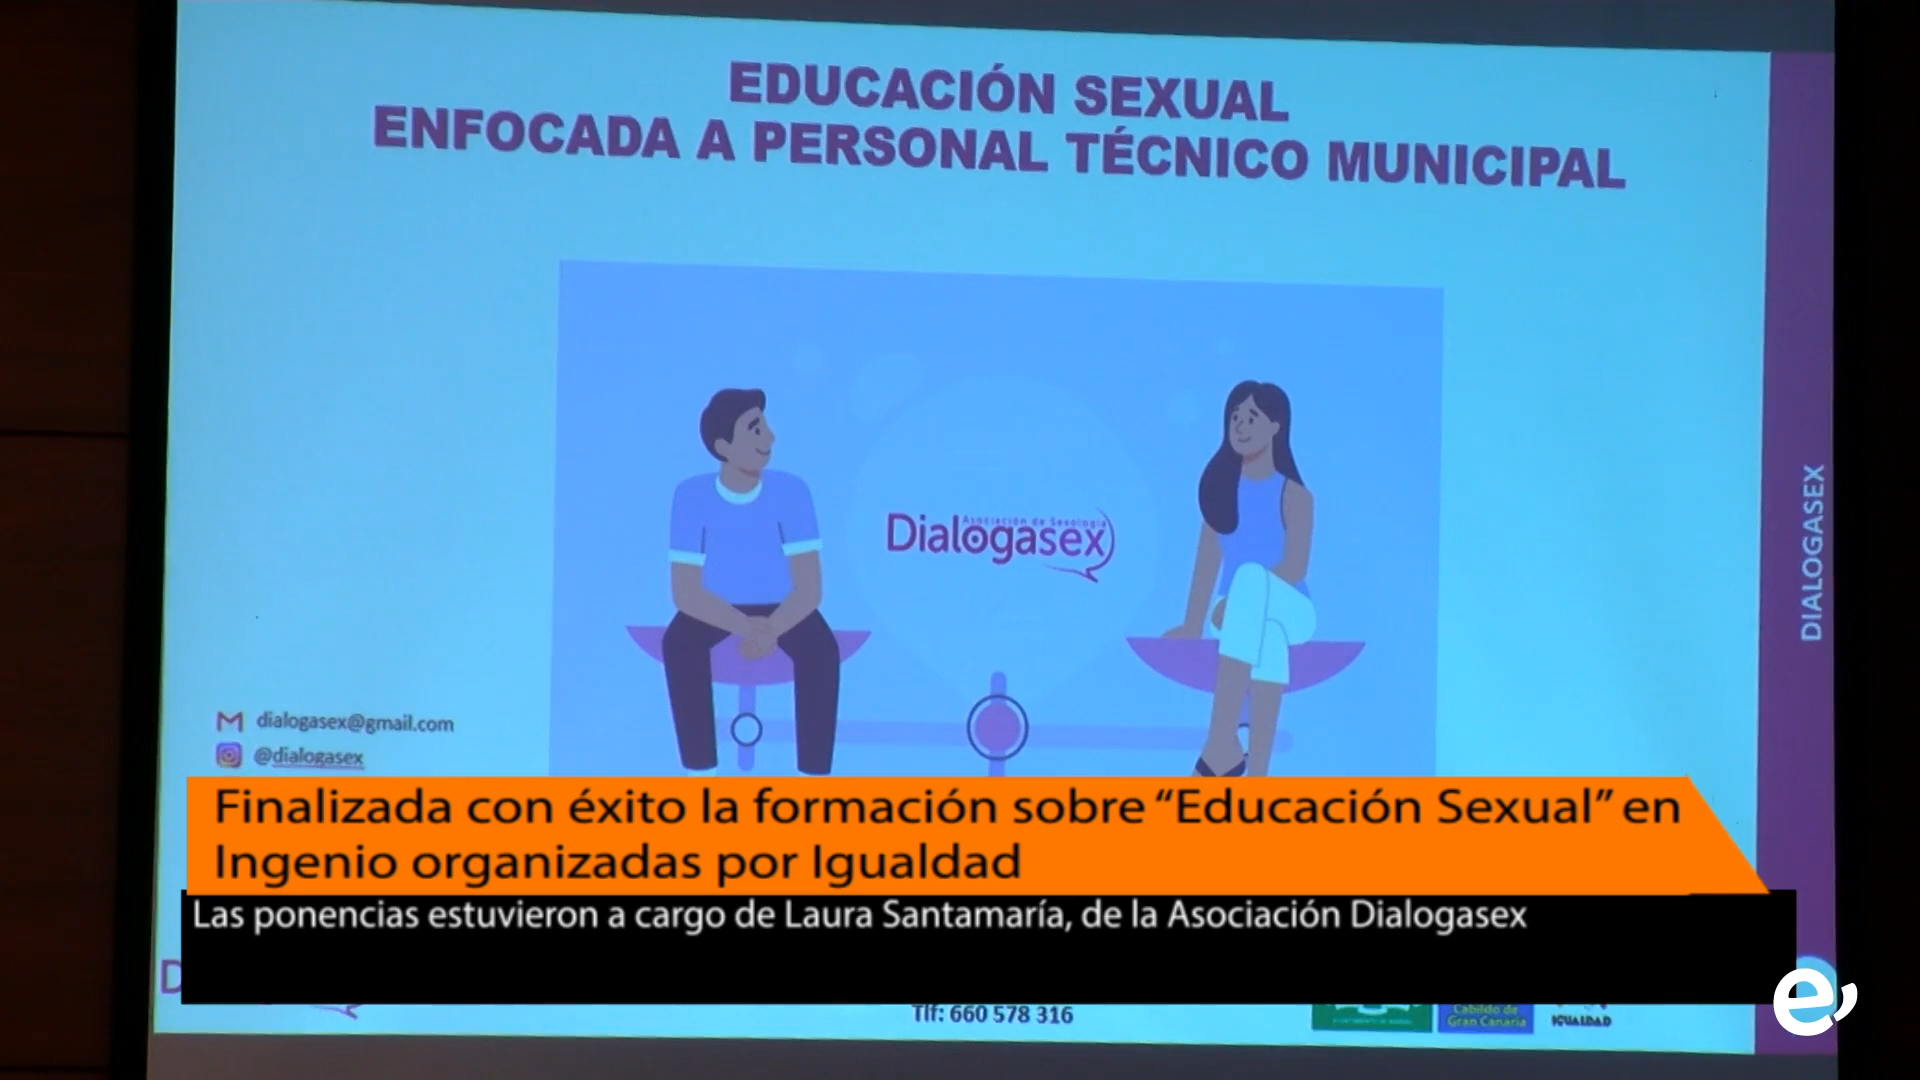 EDUCACIÓN SEXUAL
ENFOCADA A PERSONAL TÉCNICO MUNICIPAL
Asociación de Sexología
Dialogasex
DIALOGASEX
dialogasex@gmail.com
@dialogasex
Finalizada con éxito la formación sobre “Educación Sexual” en
Ingenio organizadas por Igualdad
Las ponencias estuvieron a cargo de Laura Santamaría, de la Asociación Dialogasex
D
Tlf: 660 578 316
Cabildo de
Gran Canaria
IGUALDAD
e